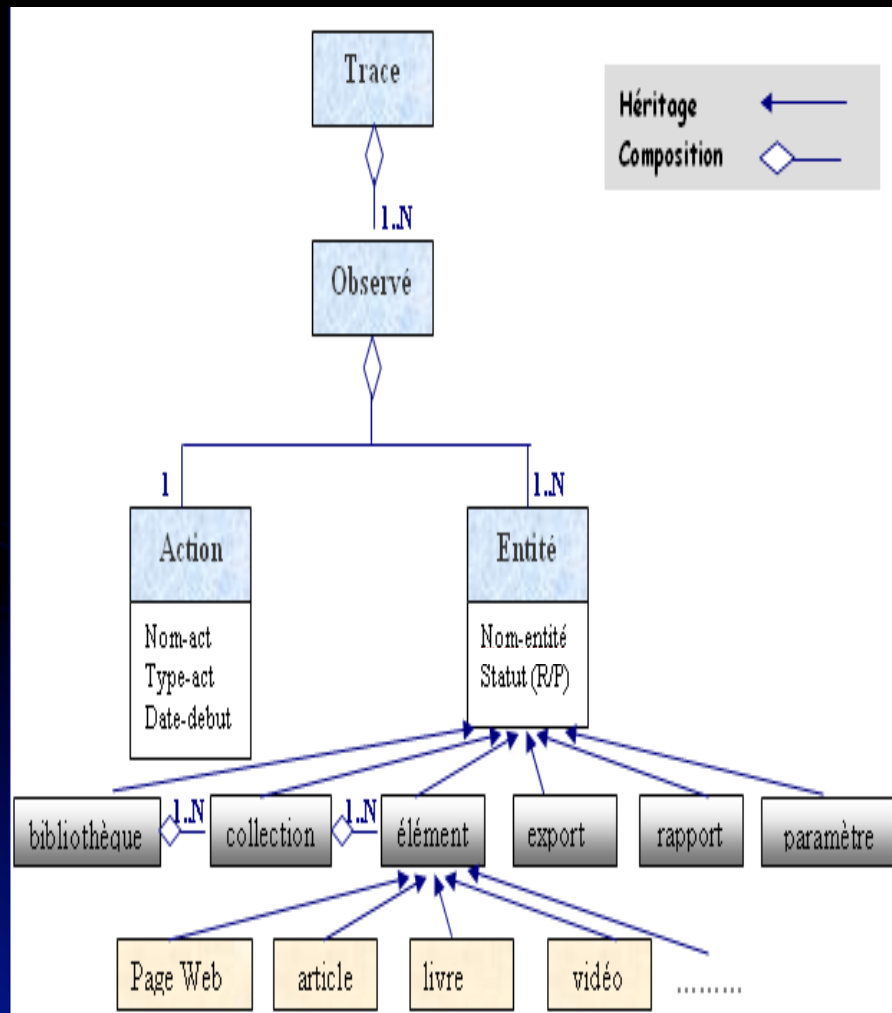 Trace
Héritage
Composition
1..N
Observé
1
1..N
Action
Entité
Nom-act
Type-act
Date-debut
Nom-entité
Statut (R/P)
bibliothèque
1..N
collection
1..N
élément
export
rapport
paramètre
Page Web
article
livre
vidéo
.........